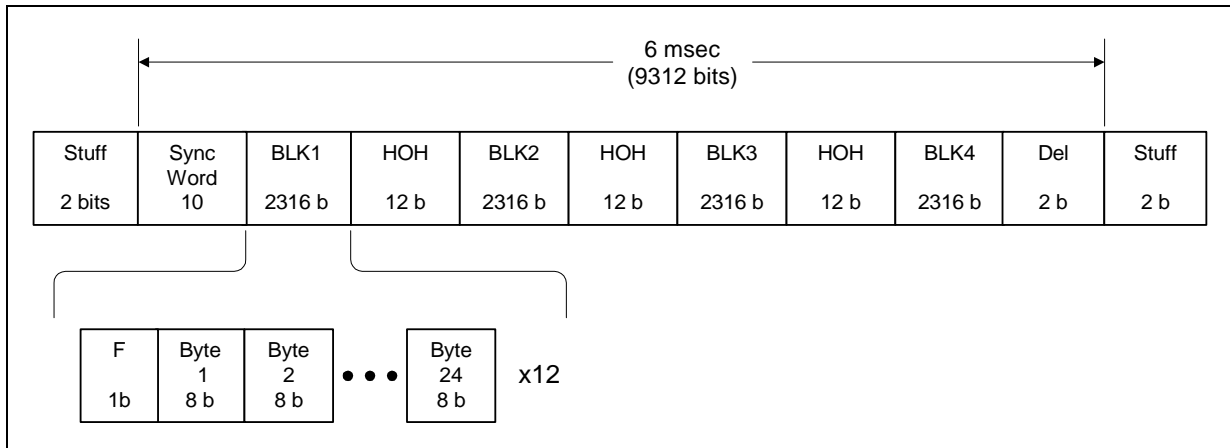 6 msec
(9312 bits)
Stuff
2 bits
Sync
Word
10
BLK1
2316 b
HOH
12 b
BLK2
2316 b
HOH
12 b
BLK3
2316 b
HOH
12 b
BLK4
2316 b
Del
2 b
Stuff
2 b
F
1b
Byte
1
8 b
Byte
2
8 b
Byte
24
8 b
x12